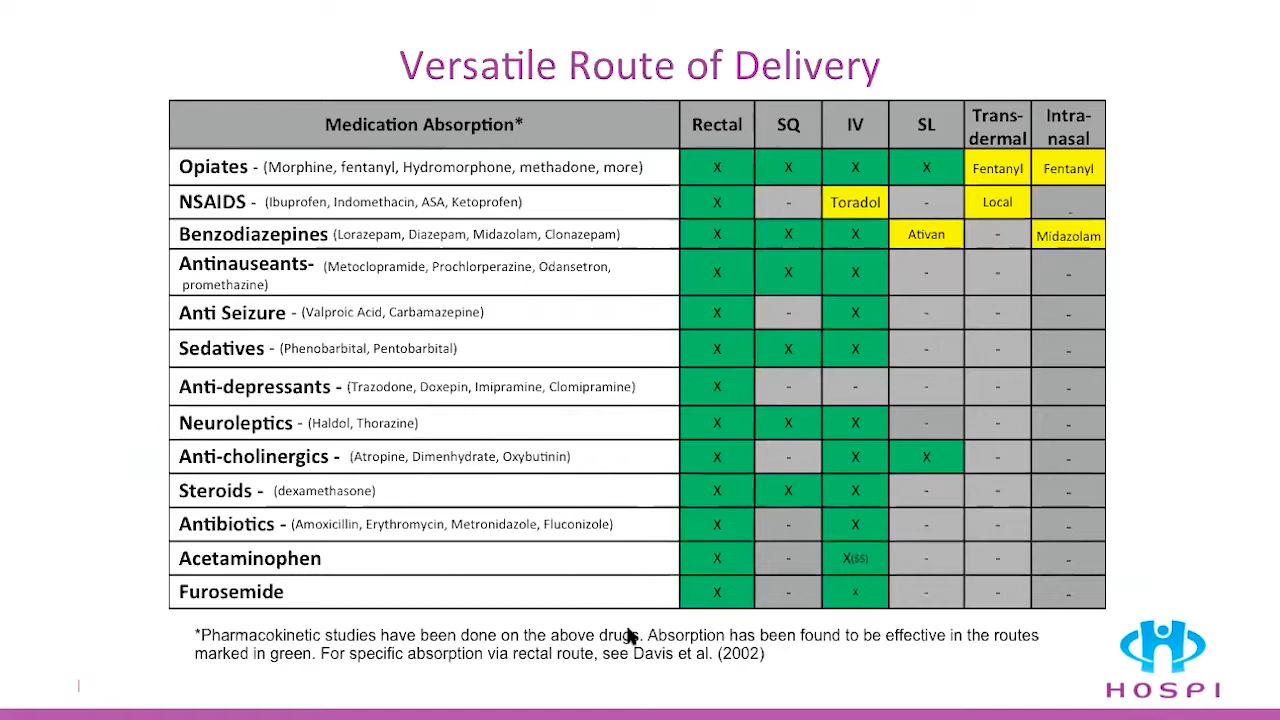 Versatile Route of Delivery
Medication Absorption* Rectal SQ IV SL Trans-dermal Intra-nasal
Opiates - (Morphine, fentanyl, Hydromorphone, methadone, more) X X X X Fentanyl Fentanyl
NSAIDS - (Ibuprofen, Indomethacin, ASA, Ketoprofen) X - Toradol - Local -
Benzodiazepines (Lorazepam, Diazepam, Midazolam, Clonazepam) X X X Ativan - Midazolam
Antinauseants- (Metoclopramide, Prochlorperazine, Odansetron,
promethazine) X X X - - -
Anti Seizure - (Valproic Acid, Carbamazepine) X - X - - -
Sedatives - (Phenobarbital, Pentobarbital) X X X - - -
Anti-depressants - (Trazodone, Doxepin, Imipramine, Clomipramine) X - - - - -
Neuroleptics - (Haldol, Thorazine) X X X - - -
Anti-cholinergics - (Atropine, Dimenhydrate, Oxybutinin) X - X X - -
Steroids - (dexamethasone) X X X - - -
Antibiotics - (Amoxicillin, Erythromycin, Metronidazole, Fluconizole) X - X - - -
Acetaminophen X - X($$) - - -
Furosemide X - x - - -
*Pharmacokinetic studies have been done on the above drugs. Absorption has been found to be effective in the routes
marked in green. For specific absorption via rectal route, see Davis et al. (2002)
HOSPI